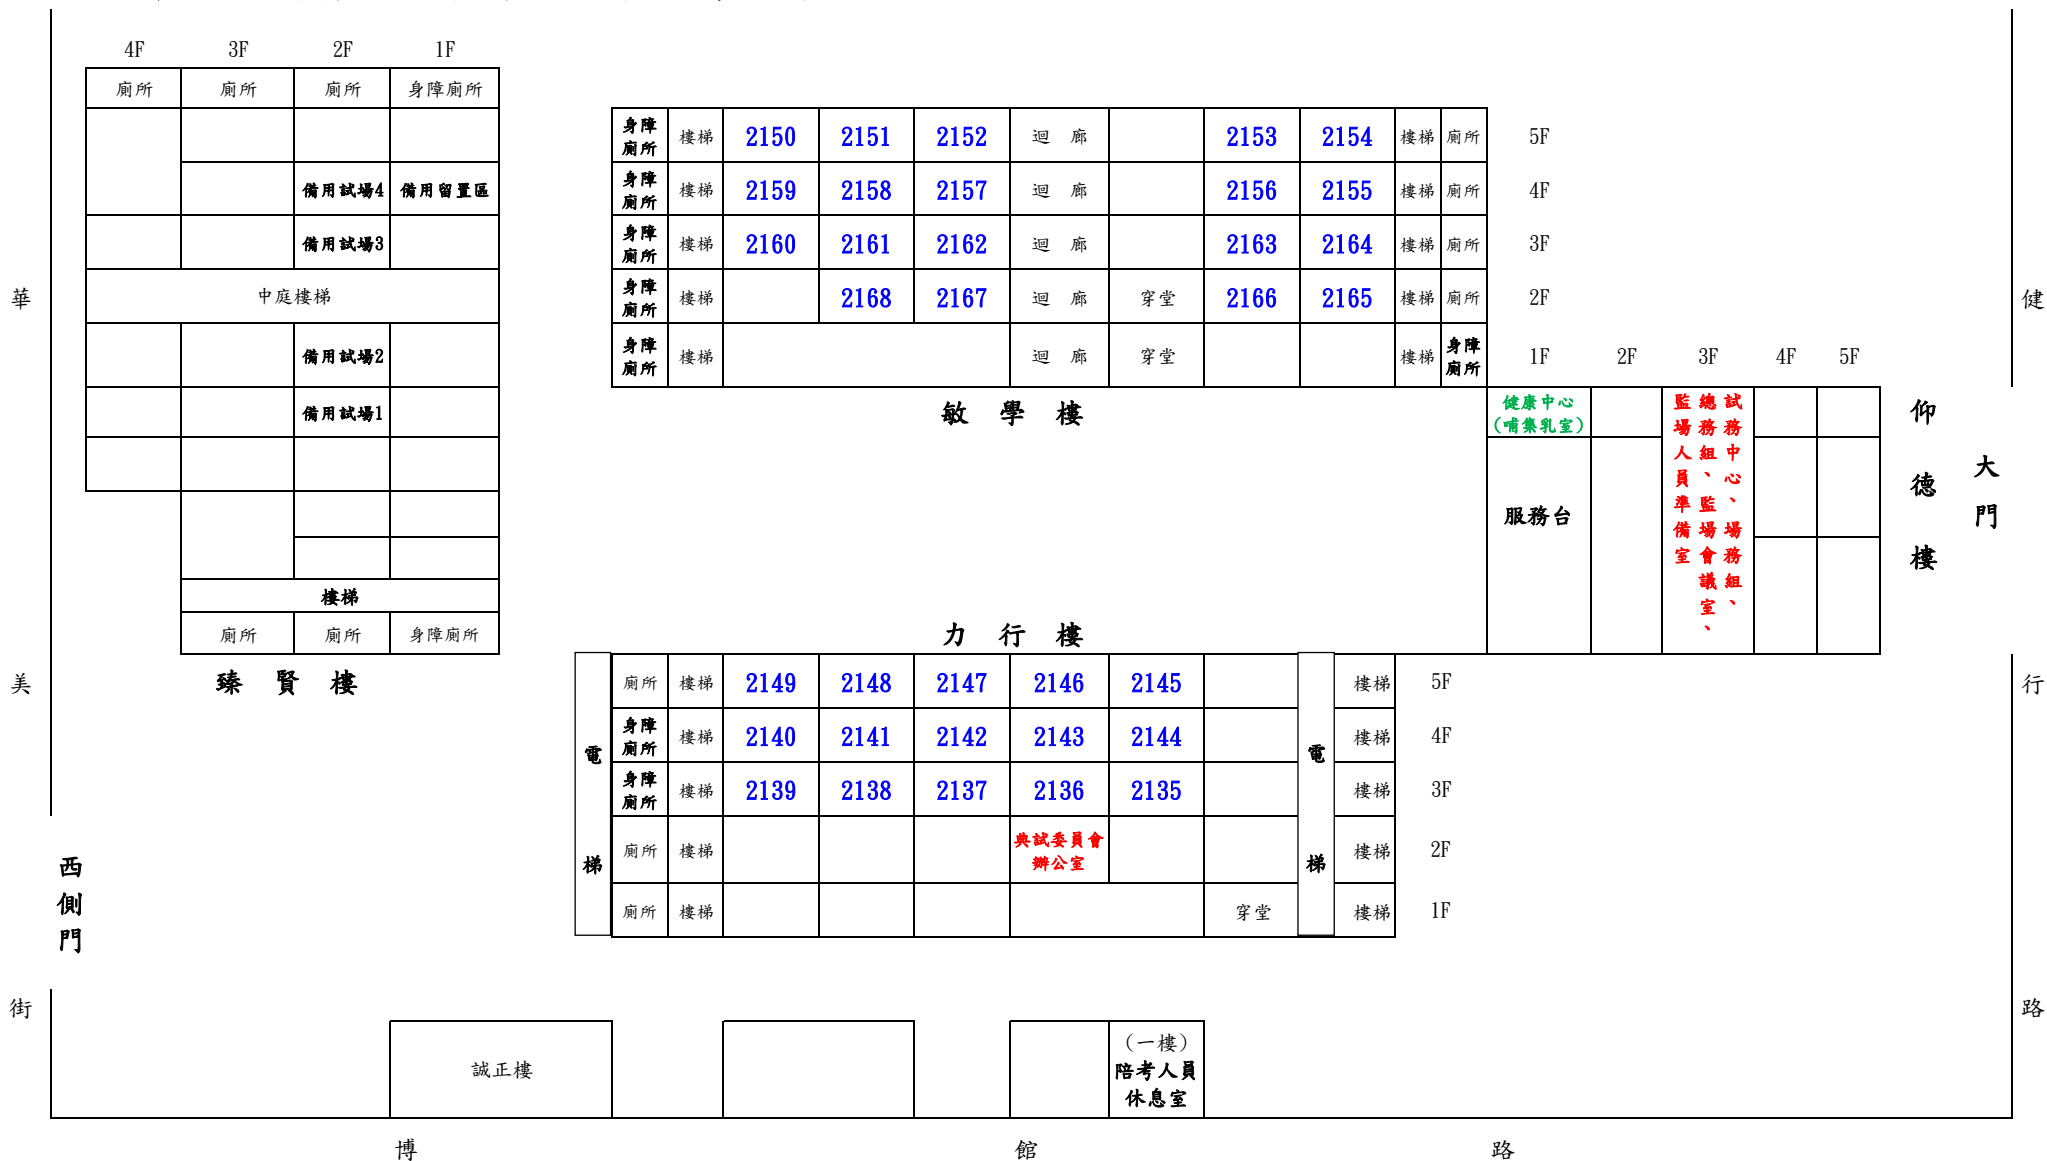 4F 3F 2F 1F
廁所 廁所 廁所 身障廁所
備用試場4 備用留置區
備用試場3
中庭樓梯
備用試場2
備用試場1
樓梯
廁所 廁所 身障廁所
臻賢樓
身障廁所 樓梯 2150 2151 2152 迴廊 2153 2154 樓梯 廁所 5F
身障廁所 樓梯 2159 2158 2157 迴廊 2156 2155 樓梯 廁所 4F
身障廁所 樓梯 2160 2161 2162 迴廊 2163 2164 樓梯 廁所 3F
身障廁所 樓梯 2168 2167 迴廊 穿堂 2166 2165 樓梯 廁所 2F
身障廁所 樓梯 迴廊 穿堂 樓梯 身障廁所 1F 2F 3F 4F 5F
敏學樓
健康中心
(哺集乳室)
服務台
試務中心、場務組、
總務組、監場會議室、
監場人員準備室
仰德樓
大門
力行樓
電梯
廁所 樓梯 2149 2148 2147 2146 2145 樓梯 5F
身障廁所 樓梯 2140 2141 2142 2143 2144 樓梯 4F
身障廁所 樓梯 2139 2138 2137 2136 2135 樓梯 3F
廁所 樓梯 典試委員會辦公室 樓梯 2F
廁所 樓梯 穿堂 樓梯 1F
電梯
西側門
華美街
健行路
誠正樓
(一樓)
陪考人員
休息室
博館路